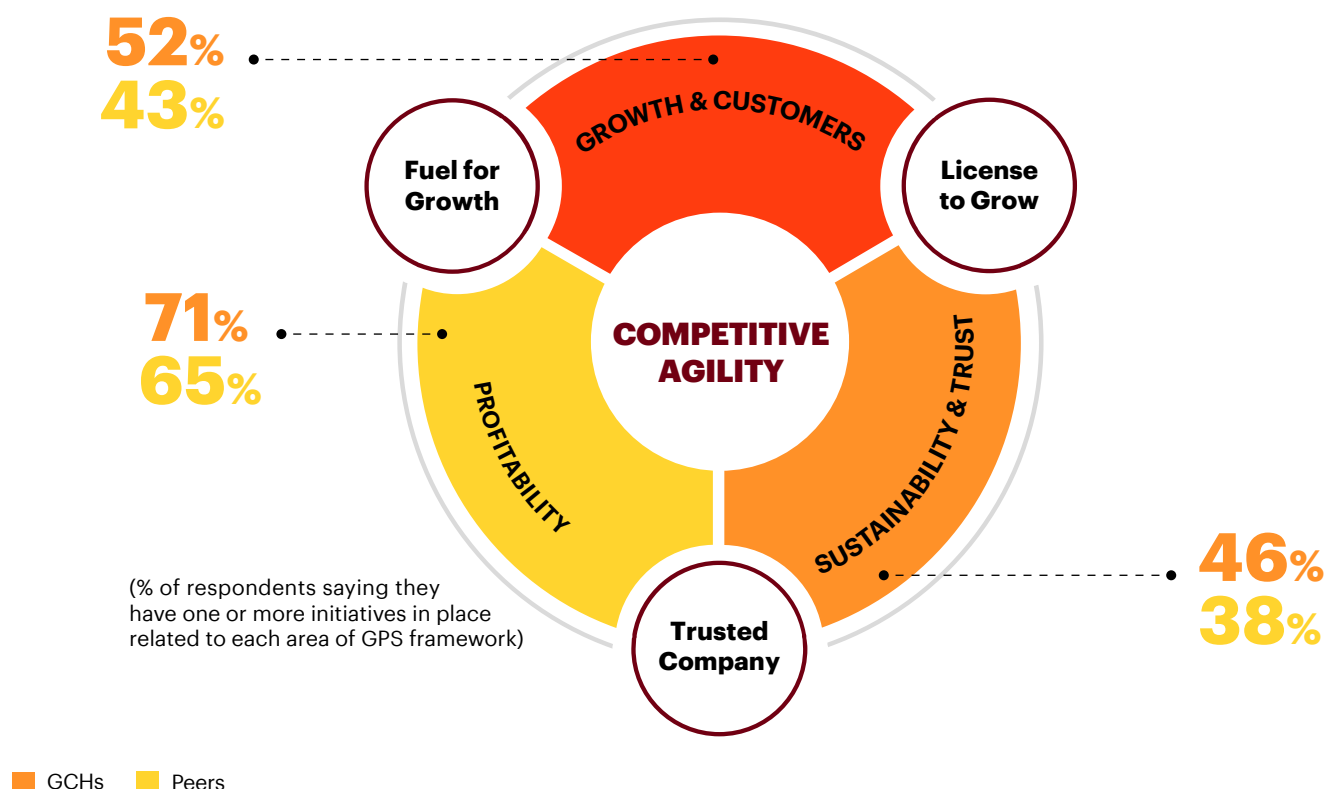 52%
43%
GROWTH & CUSTOMERS
Fuel for
Growth
License
to Grow
71%
65%
COMPETITIVE
AGILITY
PROFITABILITY
SUSTAINABILITY & TRUST
46%
38%
(% of respondents saying they
have one or more initiatives in place
related to each area of GPS framework)
Trusted
Company
GCHs
Peers